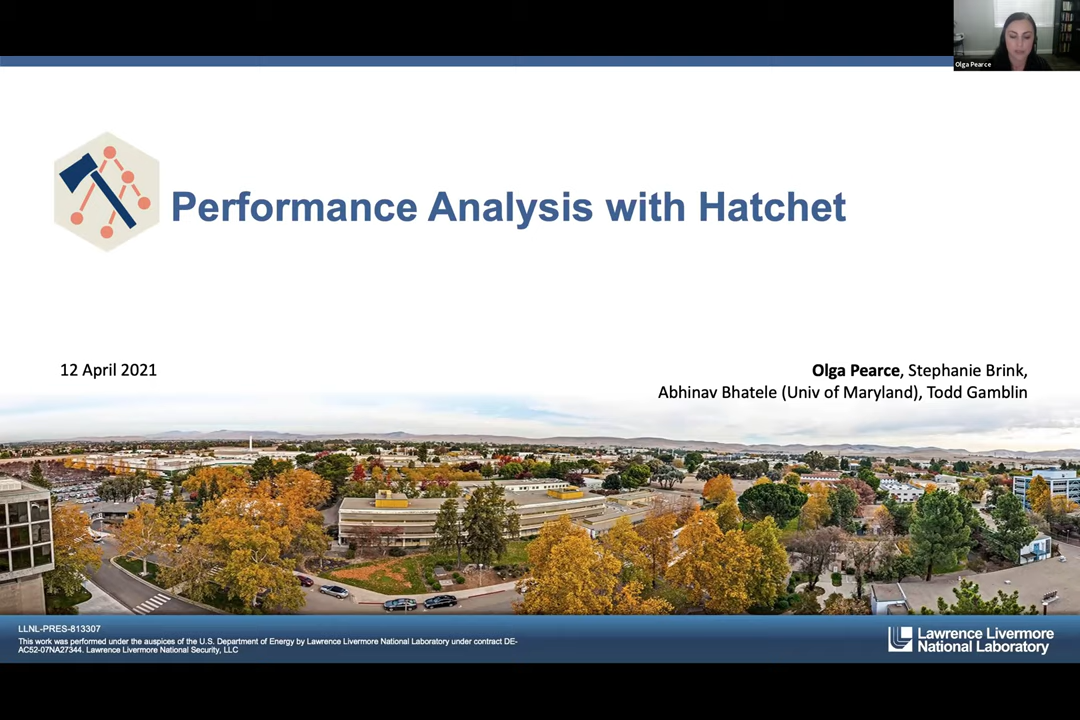 Olga Pearce
Performance Analysis with Hatchet
12 April 2021
Olga Pearce, Stephanie Brink,
Abhinav Bhatele (Univ of Maryland), Todd Gamblin
LLNL-PRES-813307
This work was performed under the auspices of the U.S. Department of Energy by Lawrence Livermore National Laboratory under contract DE-
AC52-07NA27344. Lawrence Livermore National Security, LLC
Lawrence Livermore
National Laboratory